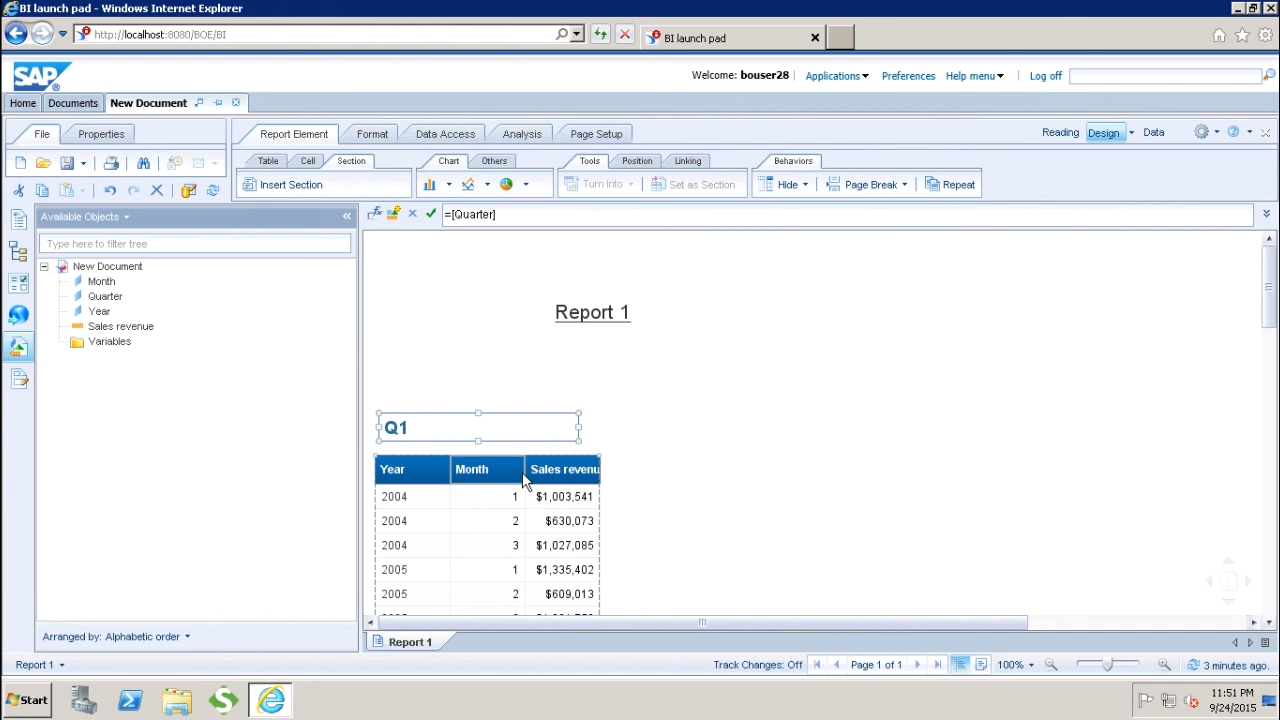 BI launch pad - Windows Internet Explorer
http://localhost:8080/BOE/BI
BI launch pad
SAP
Welcome: bouser28
Applications
Preferences
Help menu
Log off
Home
Documents
New Document
File
Properties
Report Element
Format
Data Access
Analysis
Page Setup
Reading
Design
Data
Table
Cell
Section
Chart
Others
Tools
Position
Linking
Behaviors
Insert Section
Turn Into
Set as Section
Hide
Page Break
Repeat
Available Objects
=[Quarter]
Type here to filter tree
New Document
Month
Quarter
Year
Sales revenue
Variables
Report 1
Q1
Year Month Sales revenu
2004 1 $1,003,541
2004 2 $630,073
2004 3 $1,027,085
2005 1 $1,335,402
2005 2 $609,013
Arranged by: Alphabetic order
Report 1
Report 1
Track Changes: Off
Page 1 of 1
100%
3 minutes ago.
Start
11:51 PM
9/24/2015